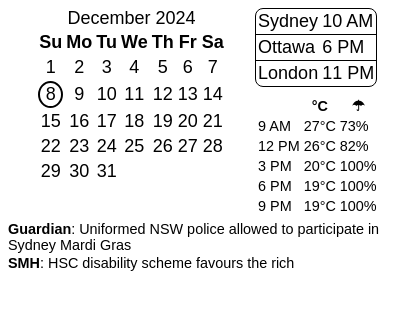 December 2024
Su Mo Tu We Th Fr Sa
1 2 3 4 5 6 7
8 9 10 11 12 13 14
15 16 17 18 19 20 21
22 23 24 25 26 27 28
29 30 31
Sydney 10 AM
Ottawa 6 PM
London 11 PM
°C ☂
9 AM 27°C 73%
12 PM 26°C 82%
3 PM 20°C 100%
6 PM 19°C 100%
9 PM 19°C 100%
Guardian: Uniformed NSW police allowed to participate in
Sydney Mardi Gras
SMH: HSC disability scheme favours the rich